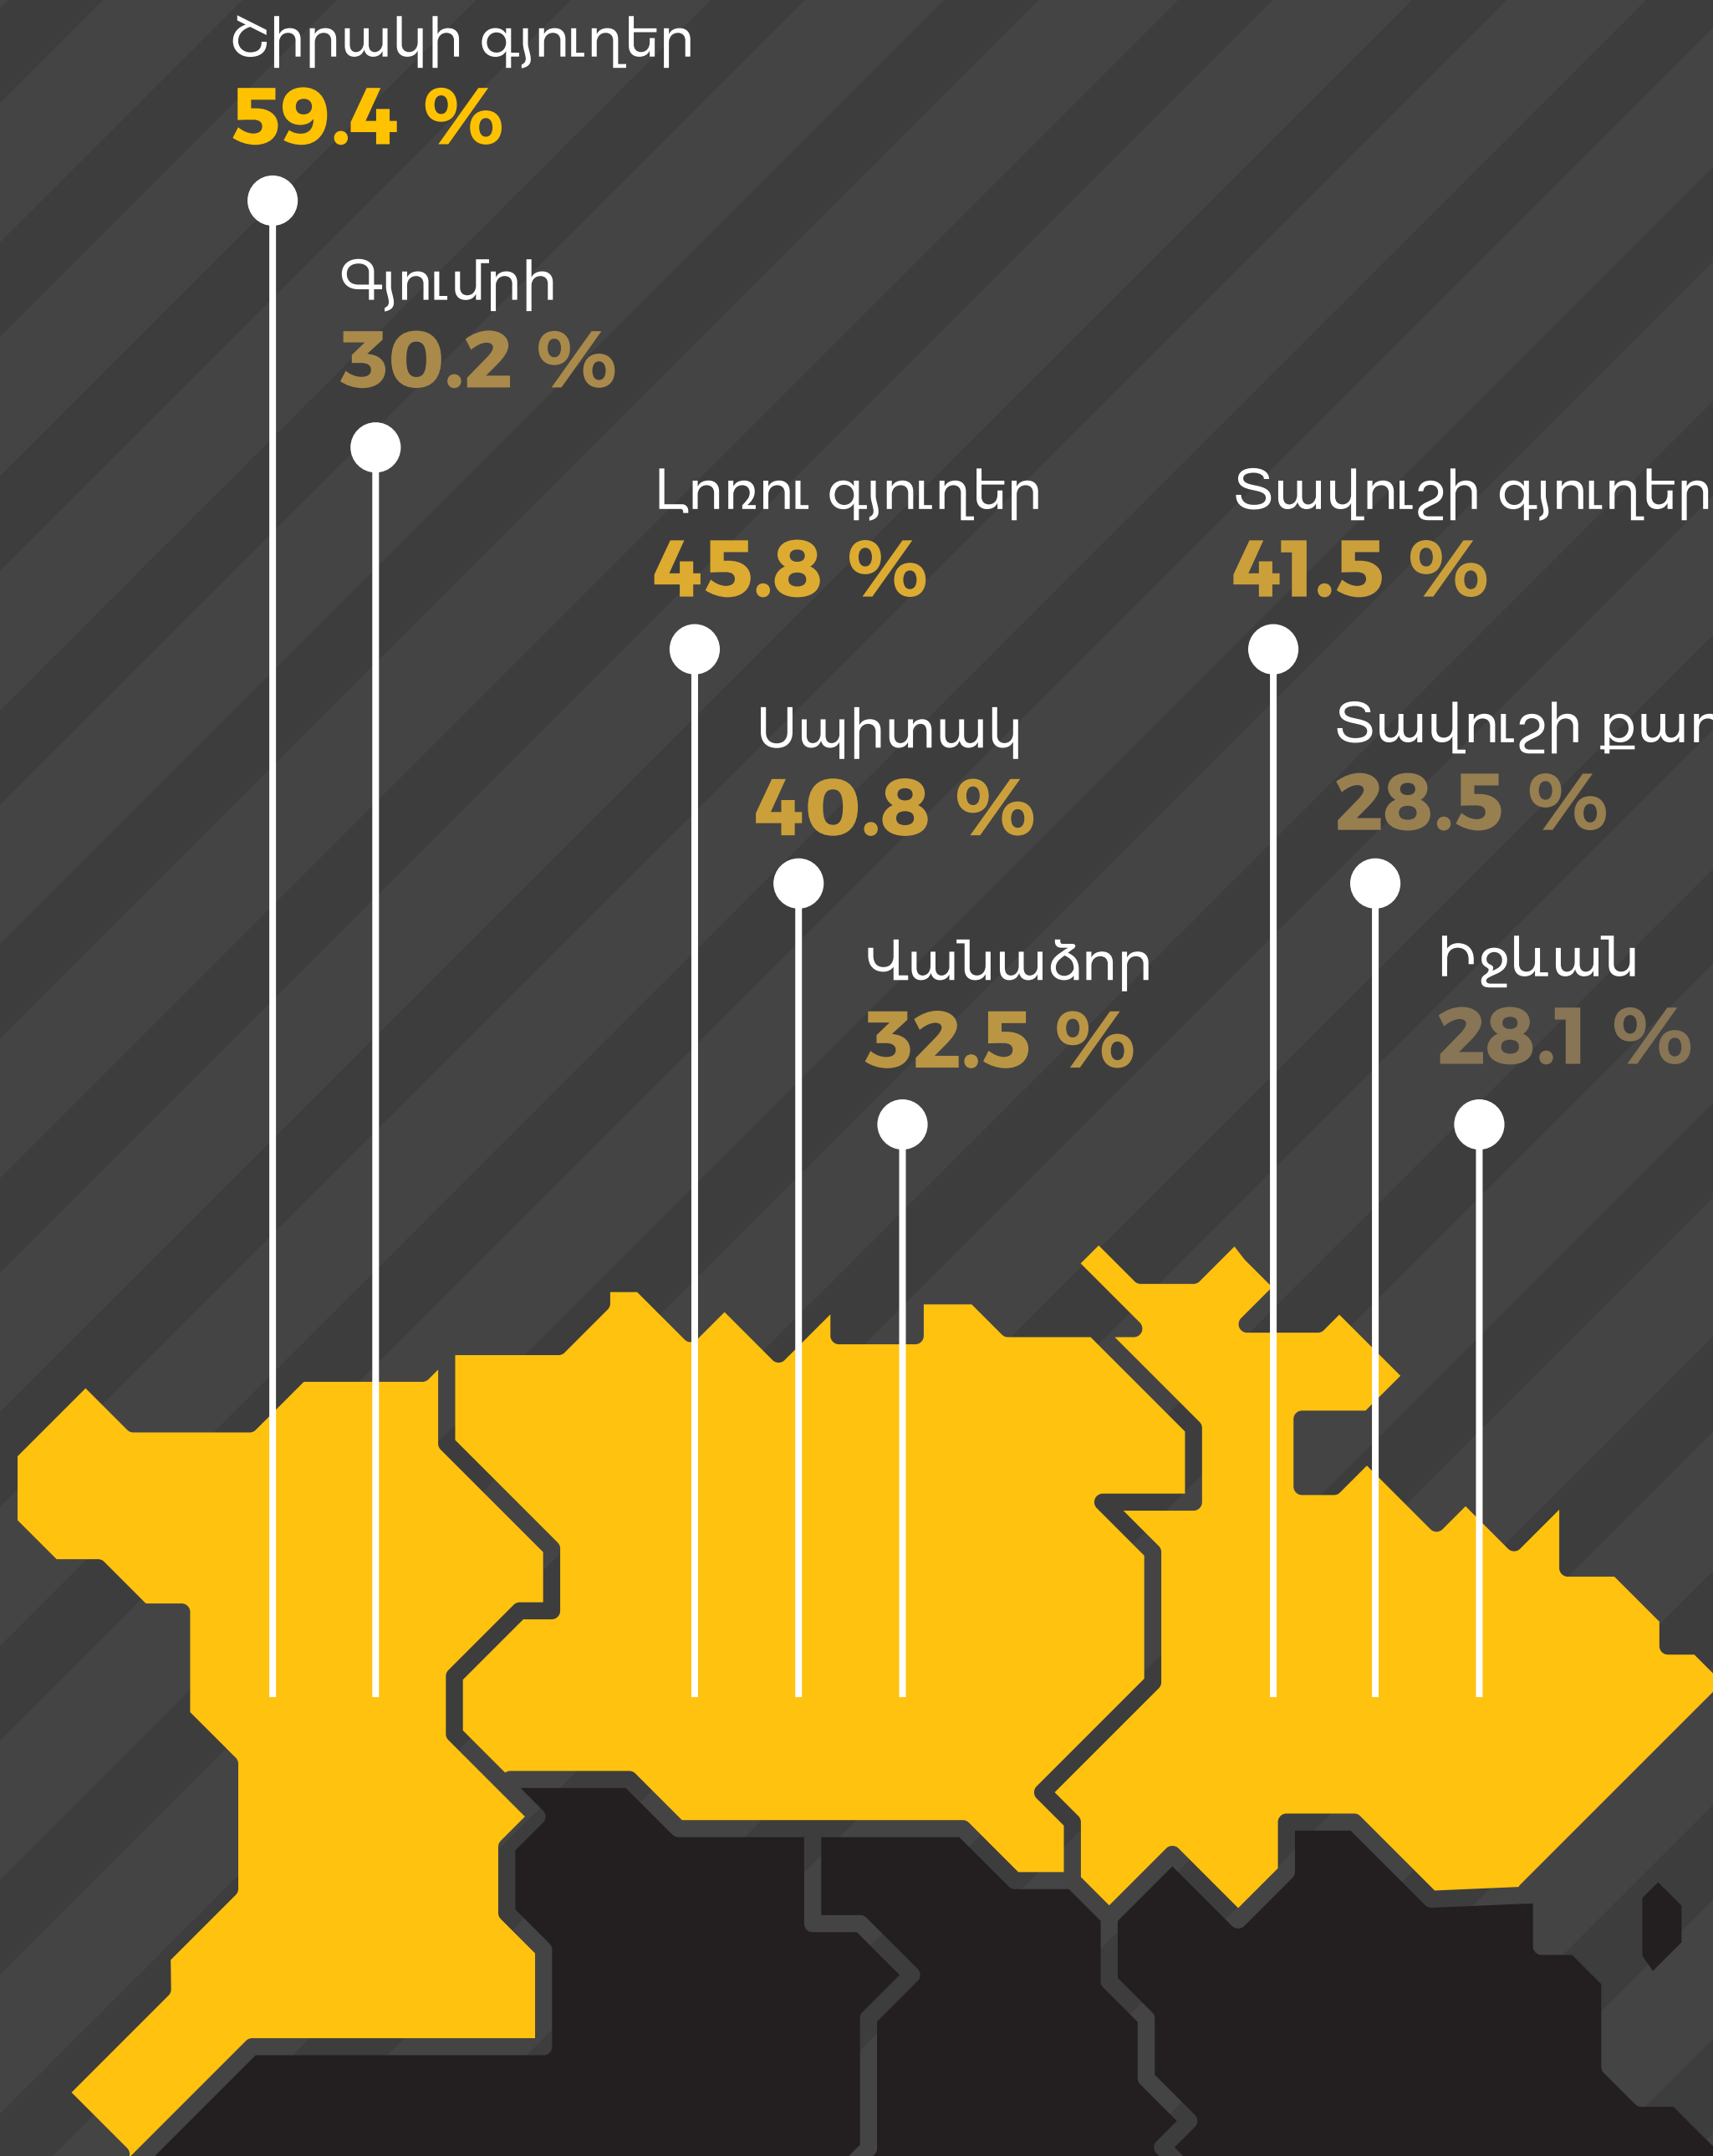 Շիրակի գյուղեր
59.4 %
Գյումրի
30.2 %
Լոռու գյուղեր
45.8 %
Սպիտակ
40.8 %
Վանաձոր
32.5 %
Տավուշի գյուղեր
41.5 %
Տավուշի
28.5 %
Իջևան
28.1 %